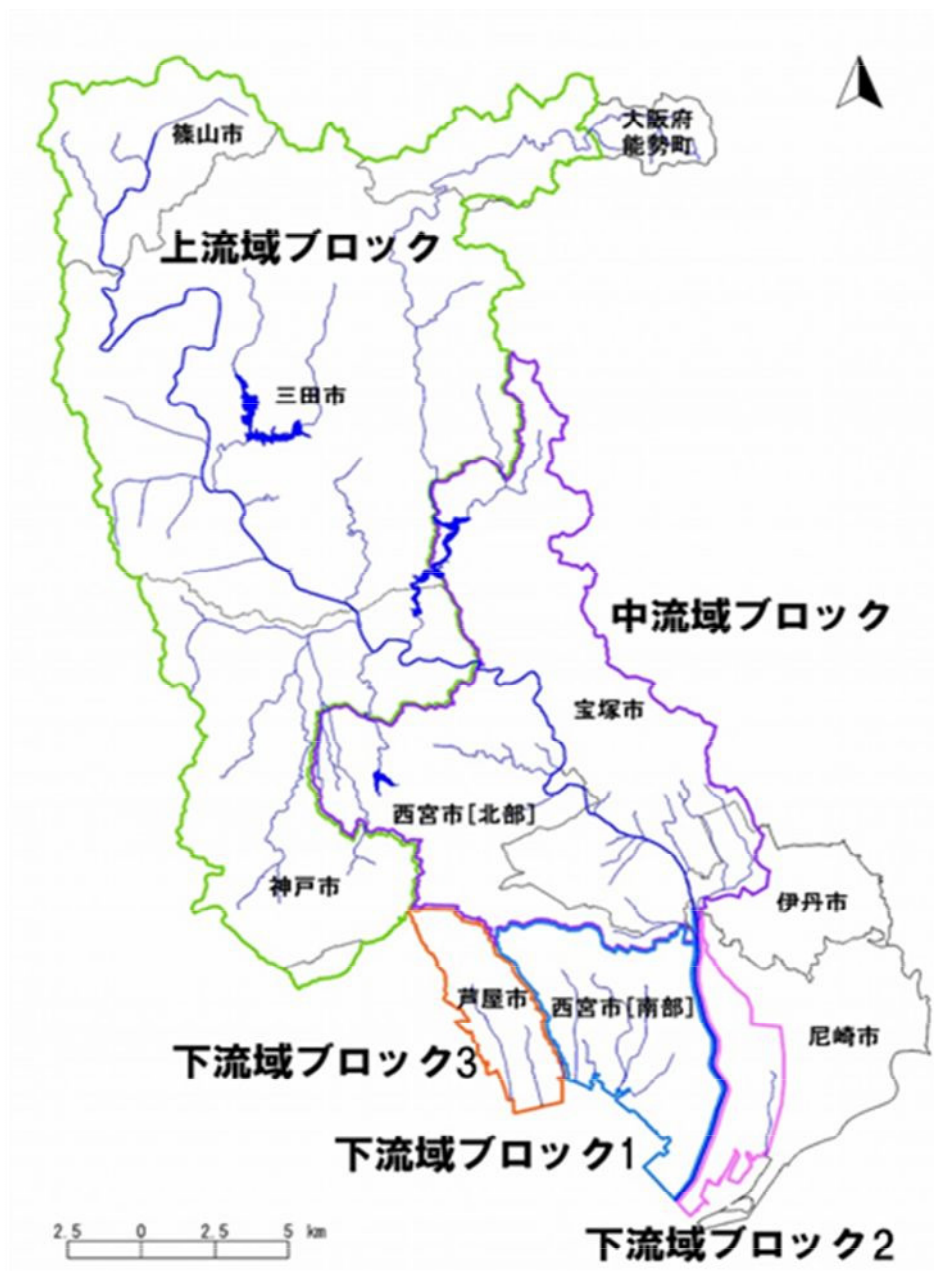 篠山市
大阪府
能勢町
上流域ブロック
三田市
中流域ブロック
宝塚市
西宮市[北部]
神戸市
伊丹市
芦屋市
西宮市[南部]
尼崎市
下流域ブロック3
下流域ブロック1
下流域ブロック2
2.5 0 2.5 5 km